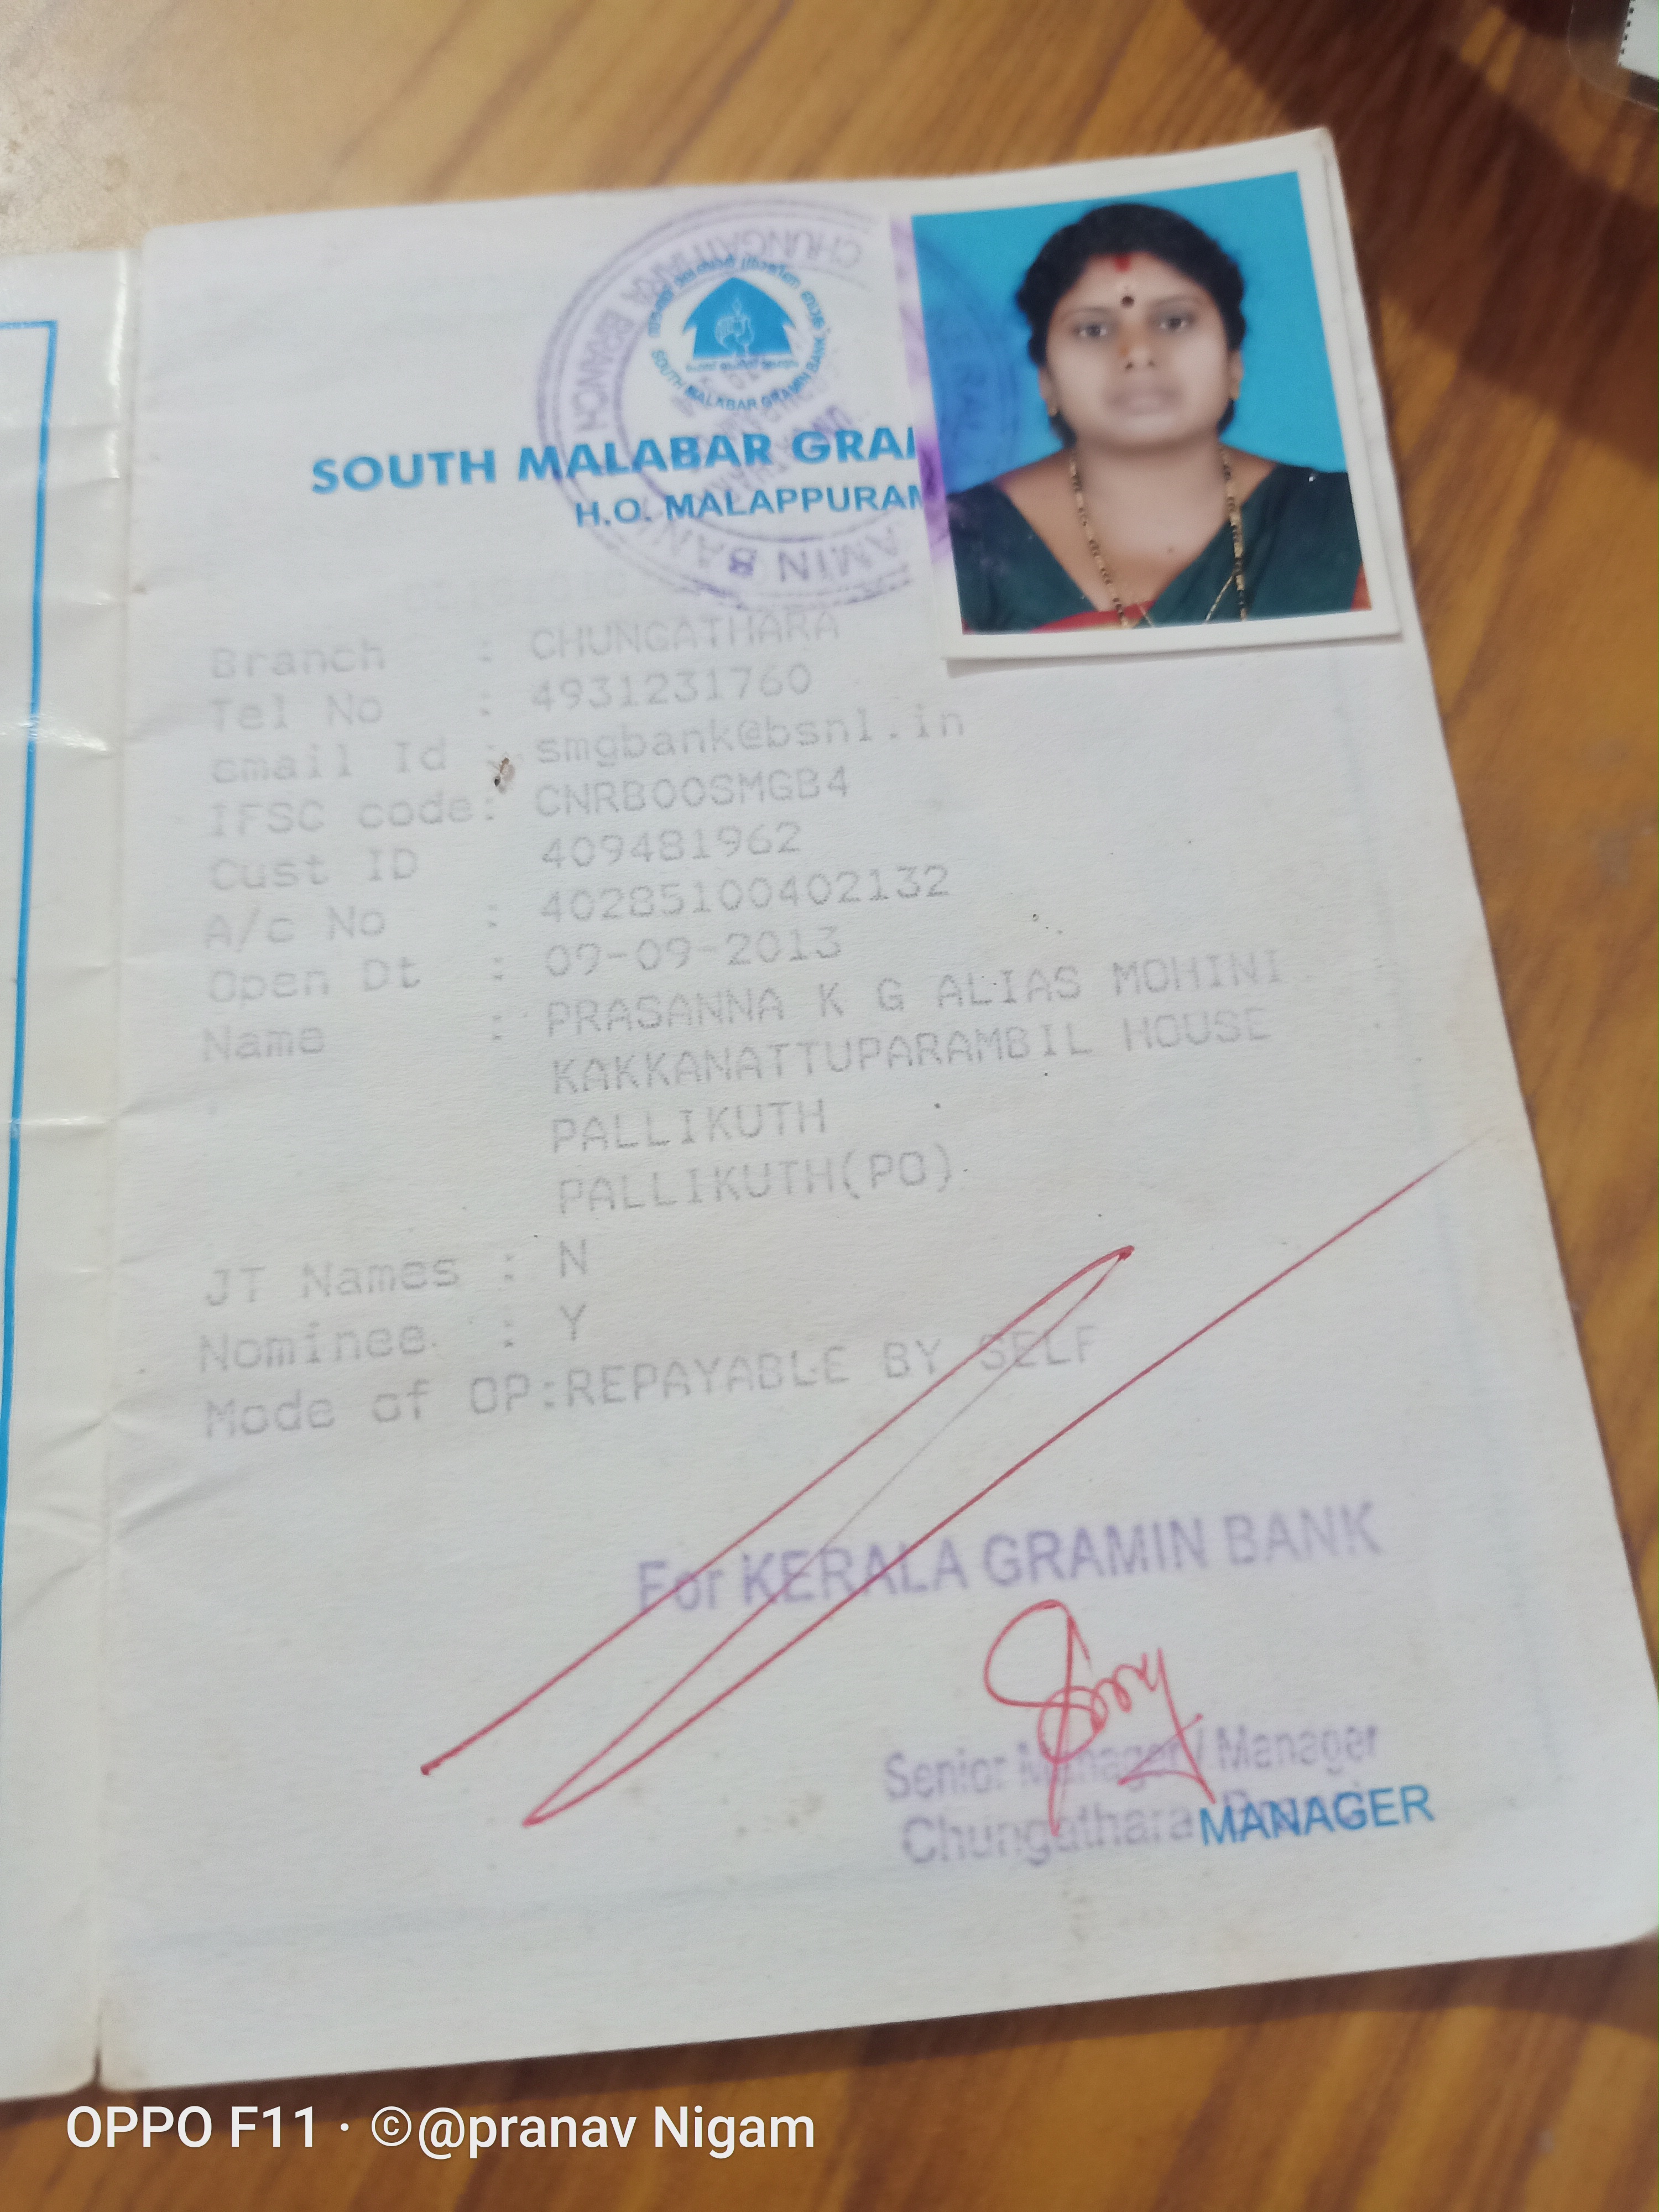 CHUNGATHARA BRANCH
SOUTH MALABAR GRAMIN BANK
SOUTH MALABAR GRA
H.O. MALAPPURAM
AMIN BANK
Branch : CHUNGATHARA
Tel No : 4931231760
email Id : smgbank@bsnl.in
IFSC code: CNRB00SMGB4
Cust ID 409481962
A/c No : 40285100402132
Open Dt : 09-09-2013
Name : PRASANNA K G ALIAS MOHINI
KAKKANATTUPARAMBIL HOUSE
PALLIKUTH
PALLIKUTH(PO)
JT Names : N
Nominee : Y
Mode of OP:REPAYABLE BY SELF
For KERALA GRAMIN BANK
Senior Manager / Manager
Chungathara
MANAGER
OPPO F11 · ©@pranav Nigam